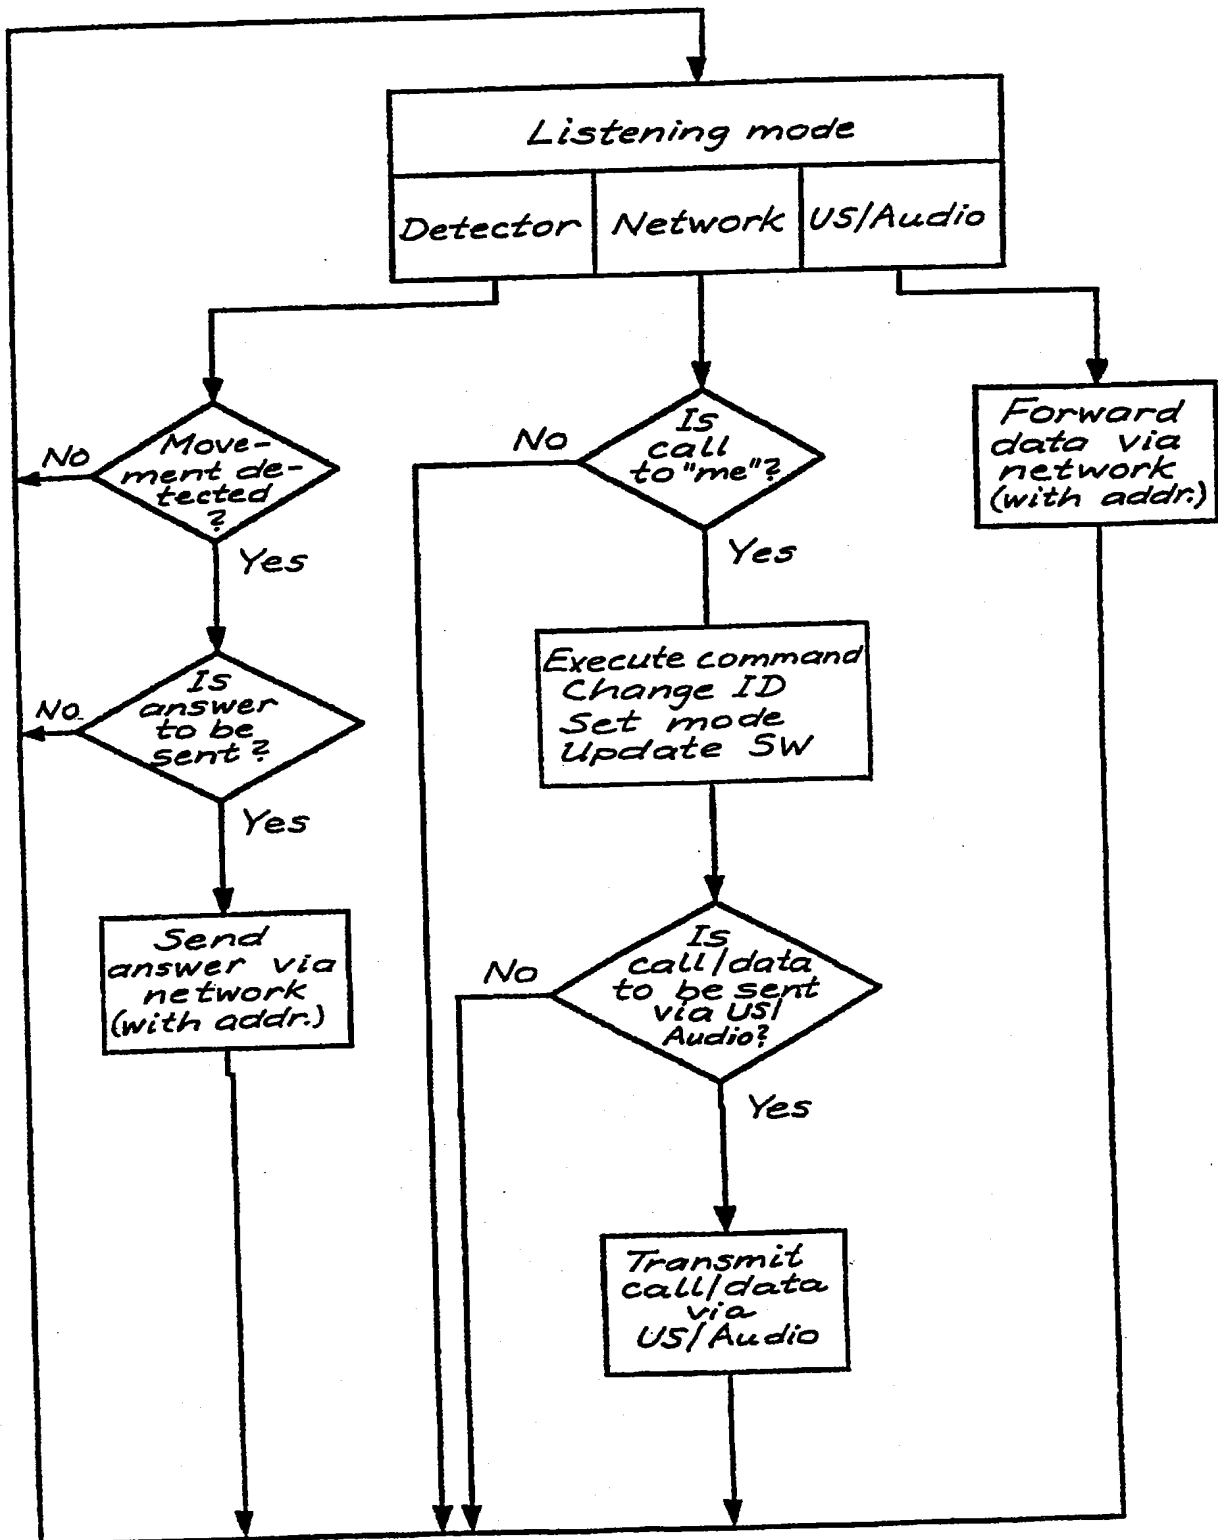 Listening mode
Detector
Network
US/Audio
No
Move-
ment de-
tected
?
Yes
No
Is
answer
to be
sent?
Yes
Send
answer via
network
(with addr.)
No
Is
call
to "me"?
Yes
Execute command
Change ID
Set mode
Update SW
No
Is
call/data
to be sent
via US/
Audio?
Yes
Transmit
call/data
via
US/Audio
Forward
data via
network
(with addr.)